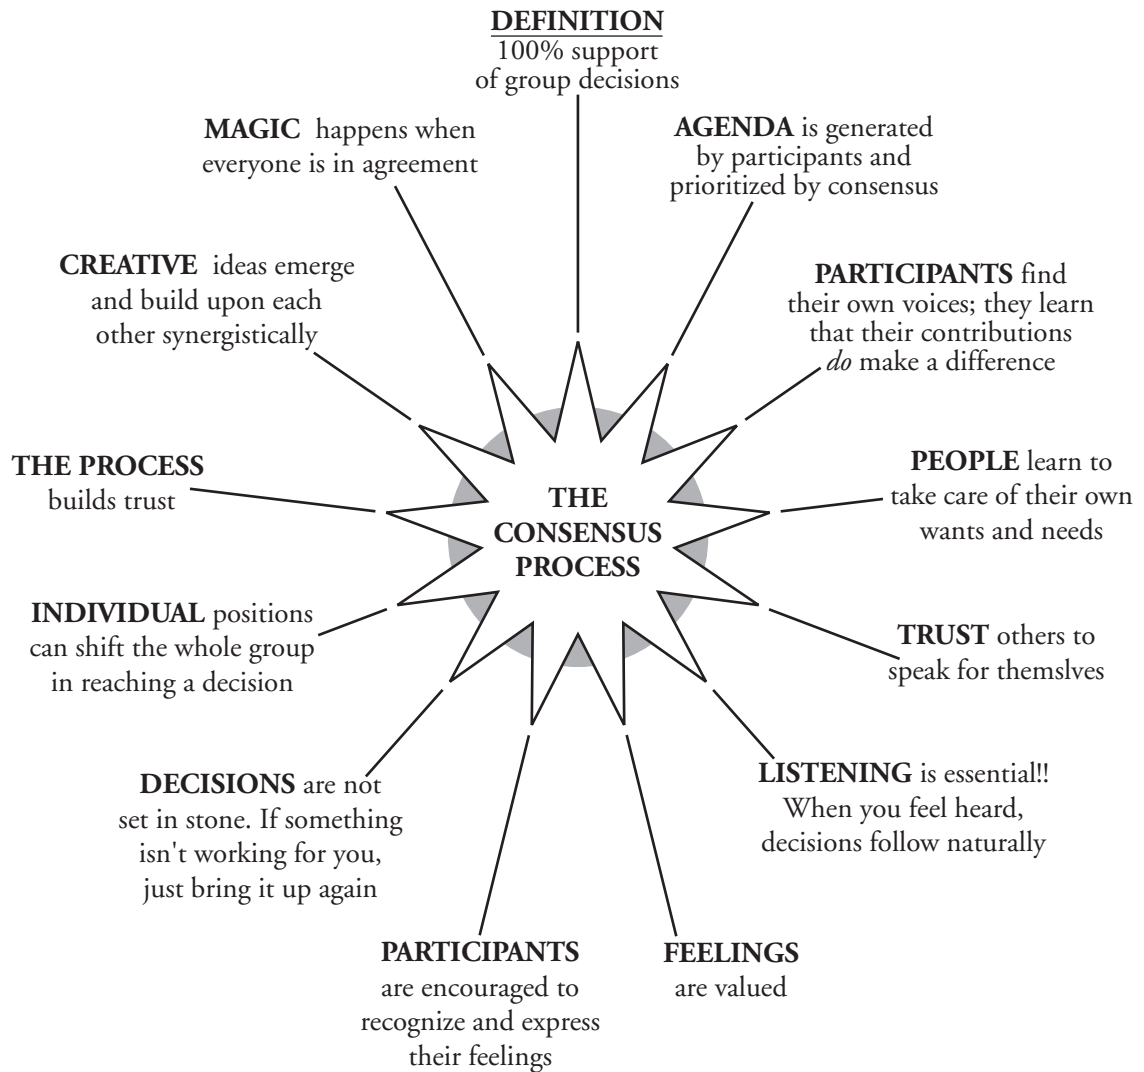 DEFINITION
100% support
of group decisions
AGENDA is generated
by participants and
prioritized by consensus
PARTICIPANTS find
their own voices; they learn
that their contributions
do make a difference
PEOPLE learn to
take care of their own
wants and needs
TRUST others to
speak for themslves
LISTENING is essential!!
When you feel heard,
decisions follow naturally
FEELINGS
are valued
PARTICIPANTS
are encouraged to
recognize and express
their feelings
DECISIONS are not
set in stone. If something
isn't working for you,
just bring it up again
INDIVIDUAL positions
can shift the whole group
in reaching a decision
THE PROCESS
builds trust
CREATIVE ideas emerge
and build upon each
other synergistically
MAGIC happens when
everyone is in agreement
THE
CONSENSUS
PROCESS